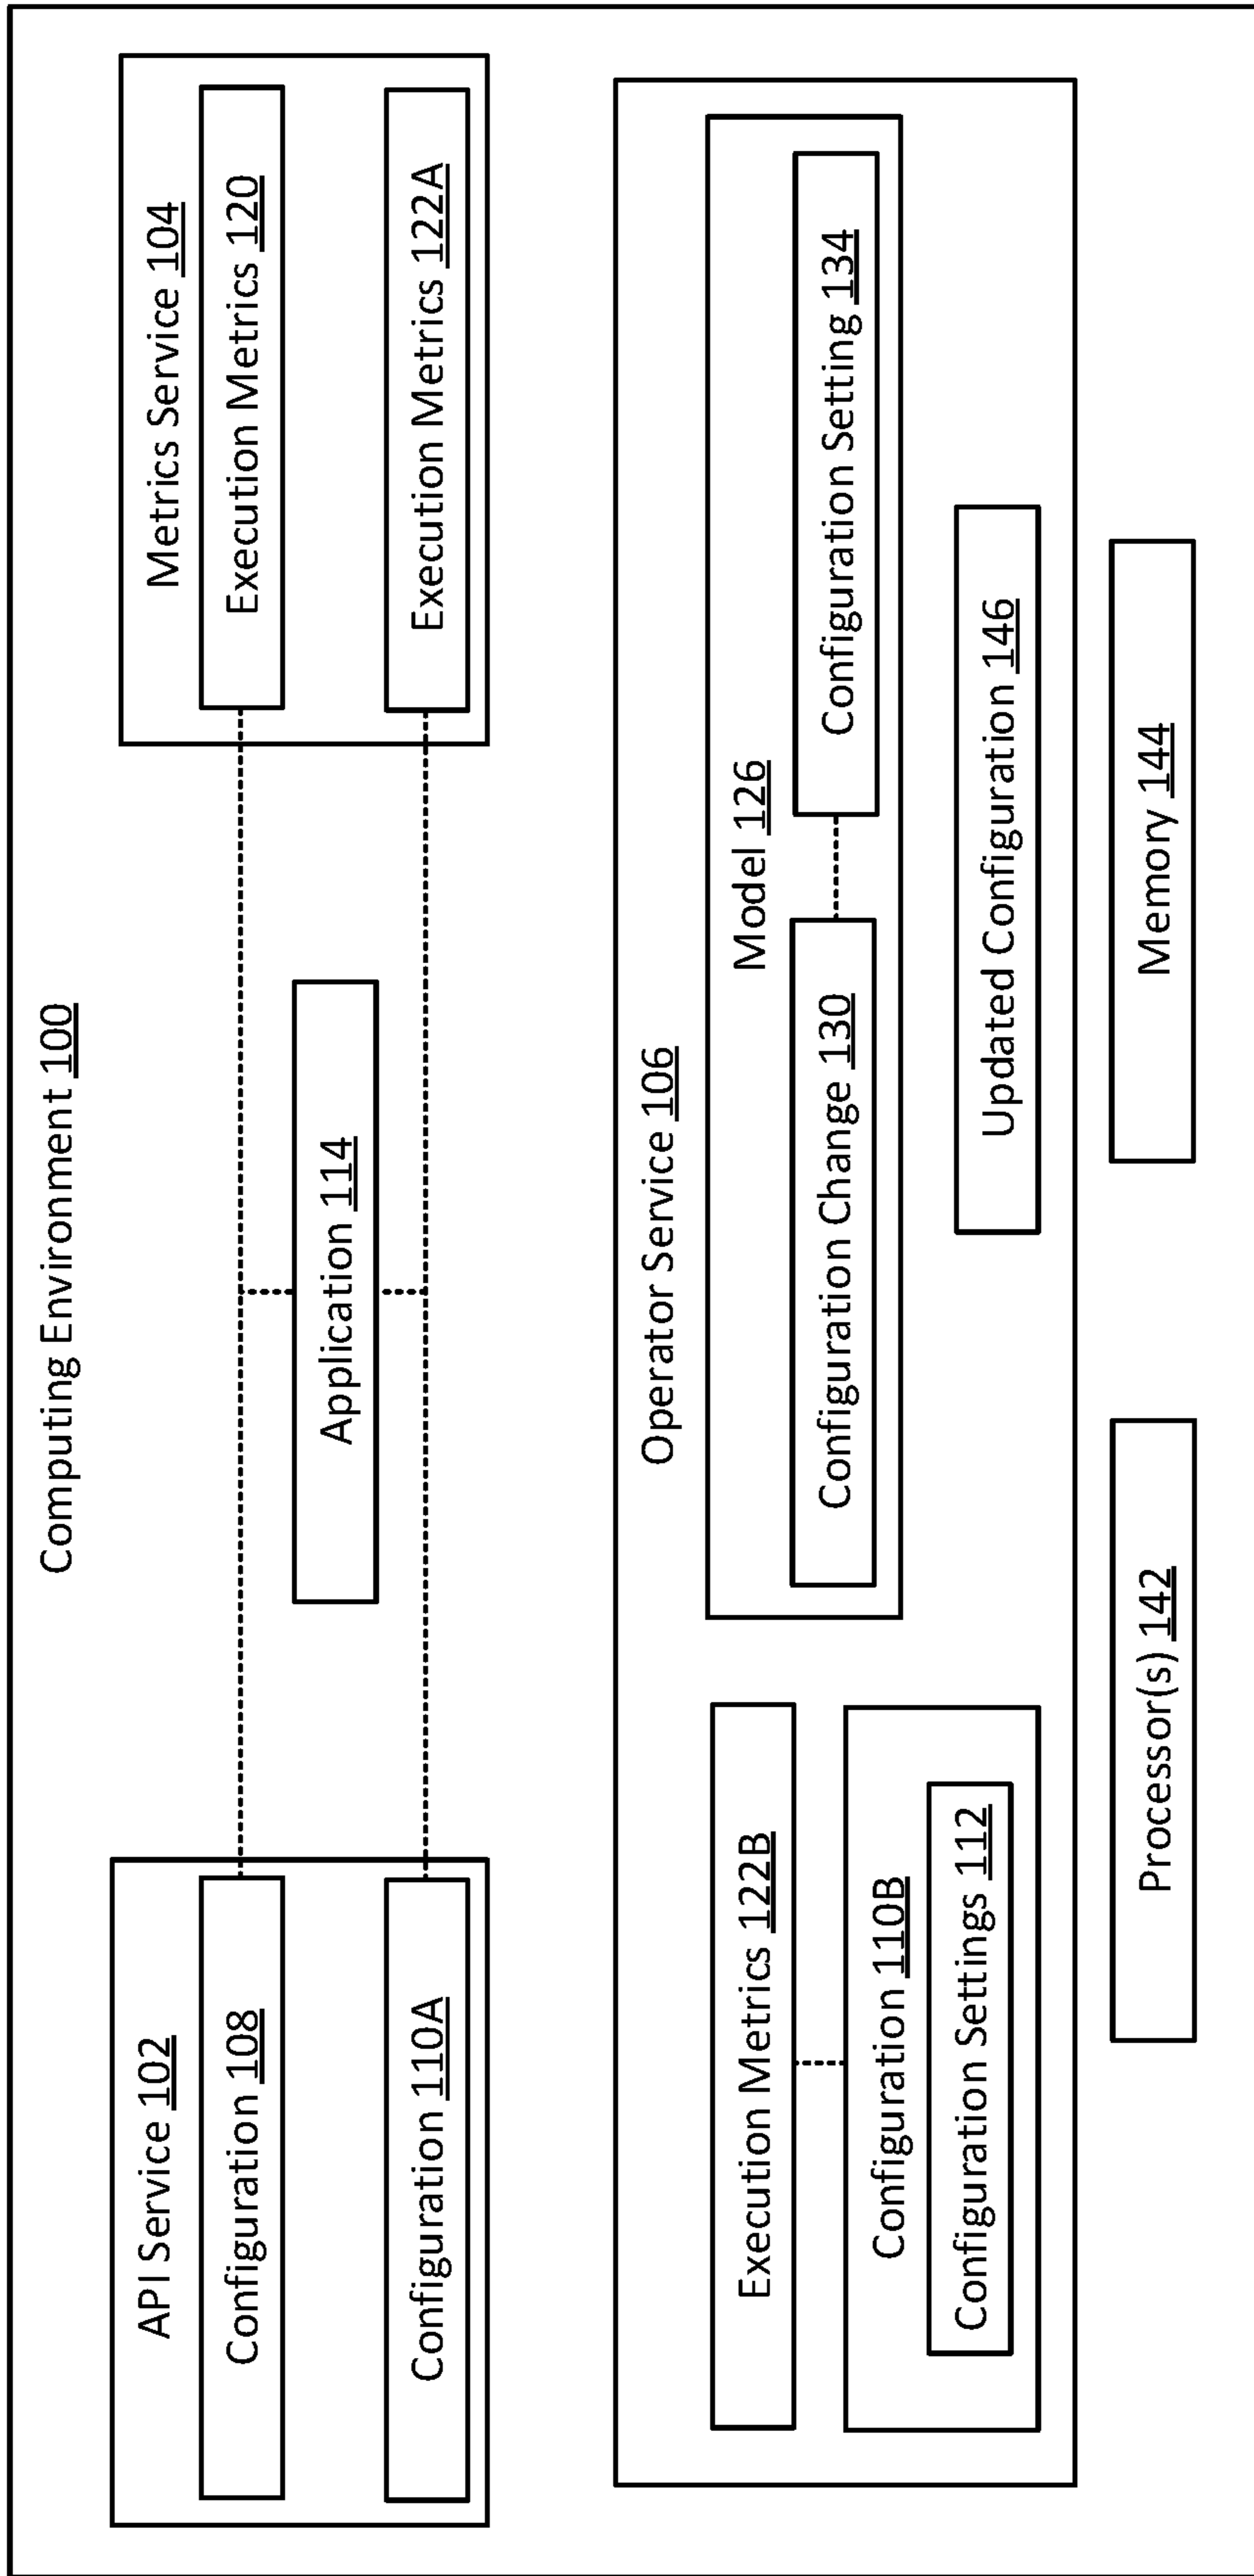 Computing Environment 100
API Service 102
Configuration 108
Configuration 110A
Application 114
Metrics Service 104
Execution Metrics 120
Execution Metrics 122A
Operator Service 106
Execution Metrics 122B
Configuration 110B
Configuration Settings 112
Model 126
Configuration Change 130
Configuration Setting 134
Updated Configuration 146
Processor(s) 142
Memory 144